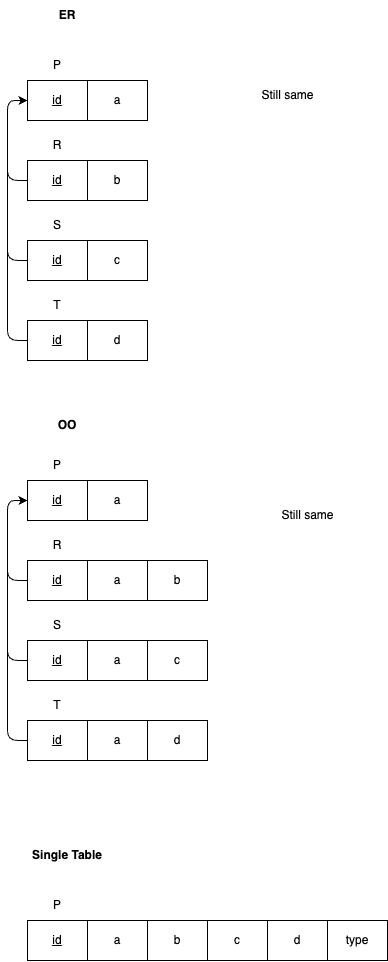 ER
P
id a
Still same
R
id b
S
id c
T
id d
OO
P
id a
Still same
R
id a b
S
id a c
T
id a d
Single Table
P
id a b c d type